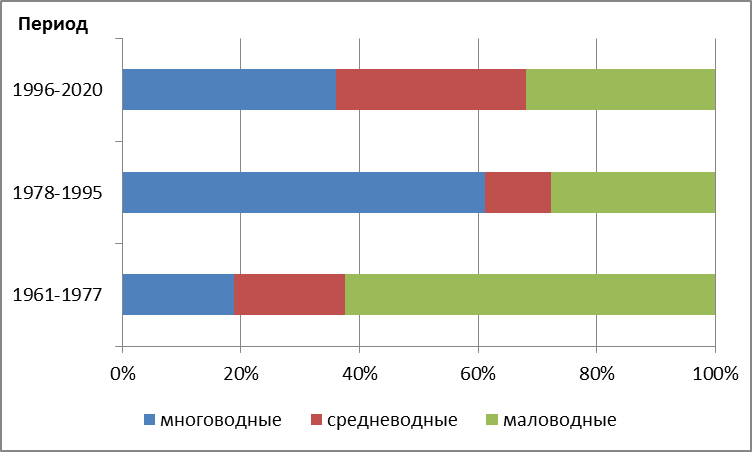 Период
1996-2020
1978-1995
1961-1977
0% 20% 40% 60% 80% 100%
многоводные средневодные маловодные